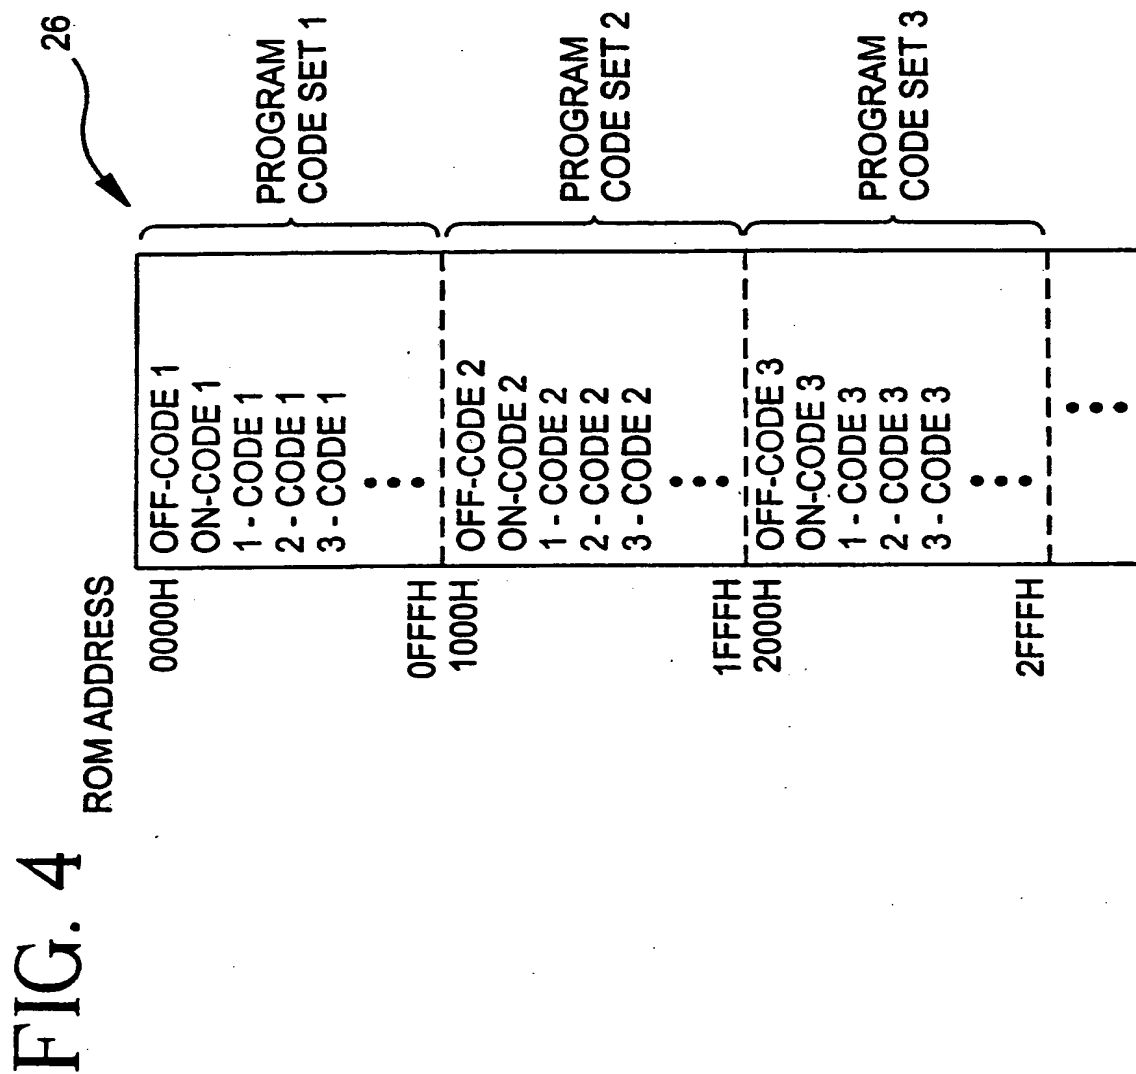 FIG. 4
26
ROM ADDRESS
0000H
OFF-CODE 1
ON-CODE 1
1 - CODE 1
2 - CODE 1
3 - CODE 1
0FFFH
PROGRAM
CODE SET 1
1000H
OFF-CODE 2
ON-CODE 2
1 - CODE 2
2 - CODE 2
3 - CODE 2
1FFFH
PROGRAM
CODE SET 2
2000H
OFF-CODE 3
ON-CODE 3
1 - CODE 3
2 - CODE 3
3 - CODE 3
2FFFH
PROGRAM
CODE SET 3